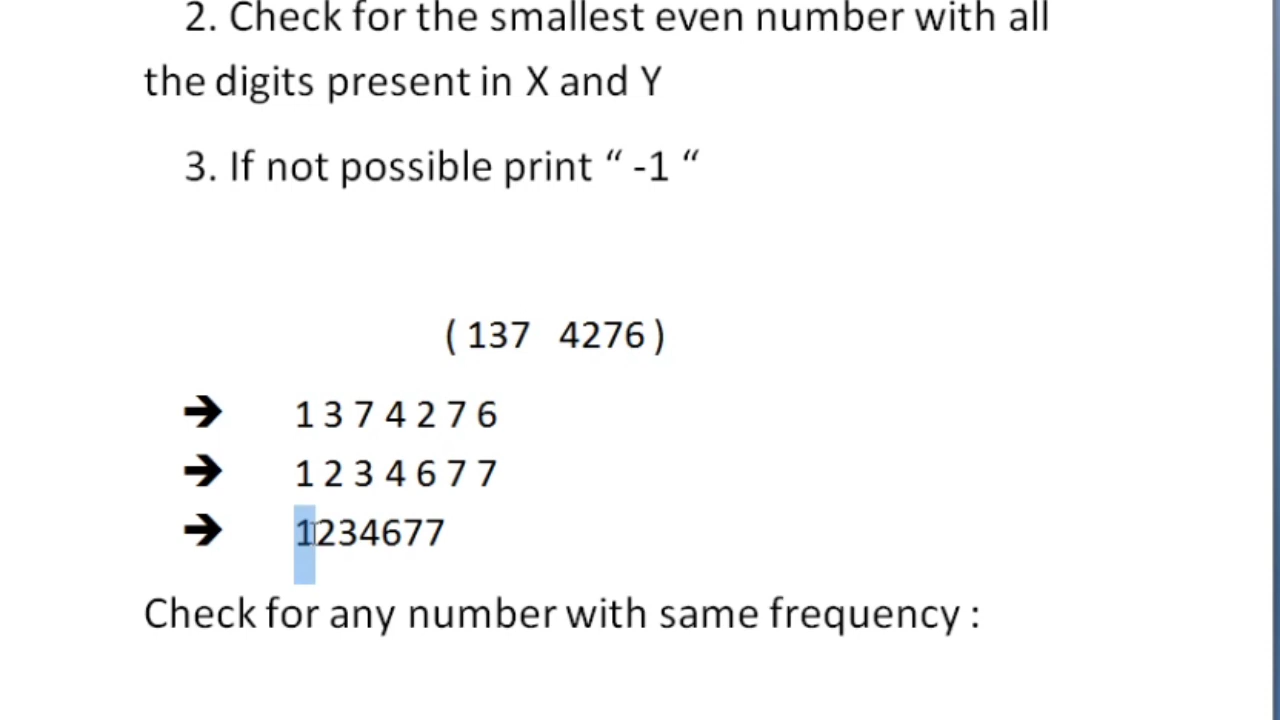 2. Check for the smallest even number with all
the digits present in X and Y
3. If not possible print “ -1 “
( 137 4276 )
➔ 1 3 7 4 2 7 6
➔ 1 2 3 4 6 7 7
➔ 1234677
Check for any number with same frequency :